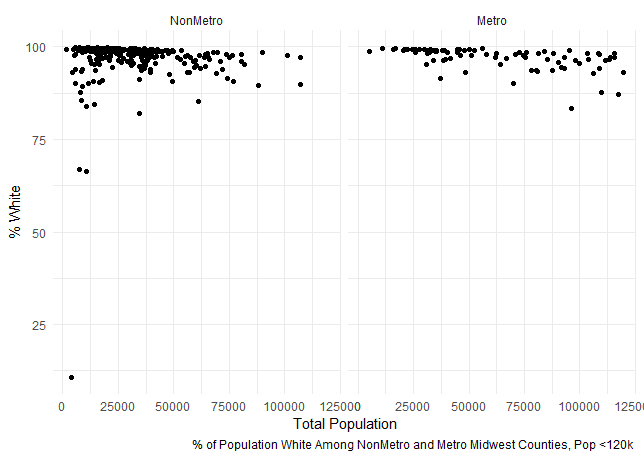 NonMetro Metro
100
75
50
25
% White
0 25000 50000 75000 100000 125000 25000 50000 75000 100000 12500
Total Population
% of Population White Among NonMetro and Metro Midwest Counties, Pop <120k